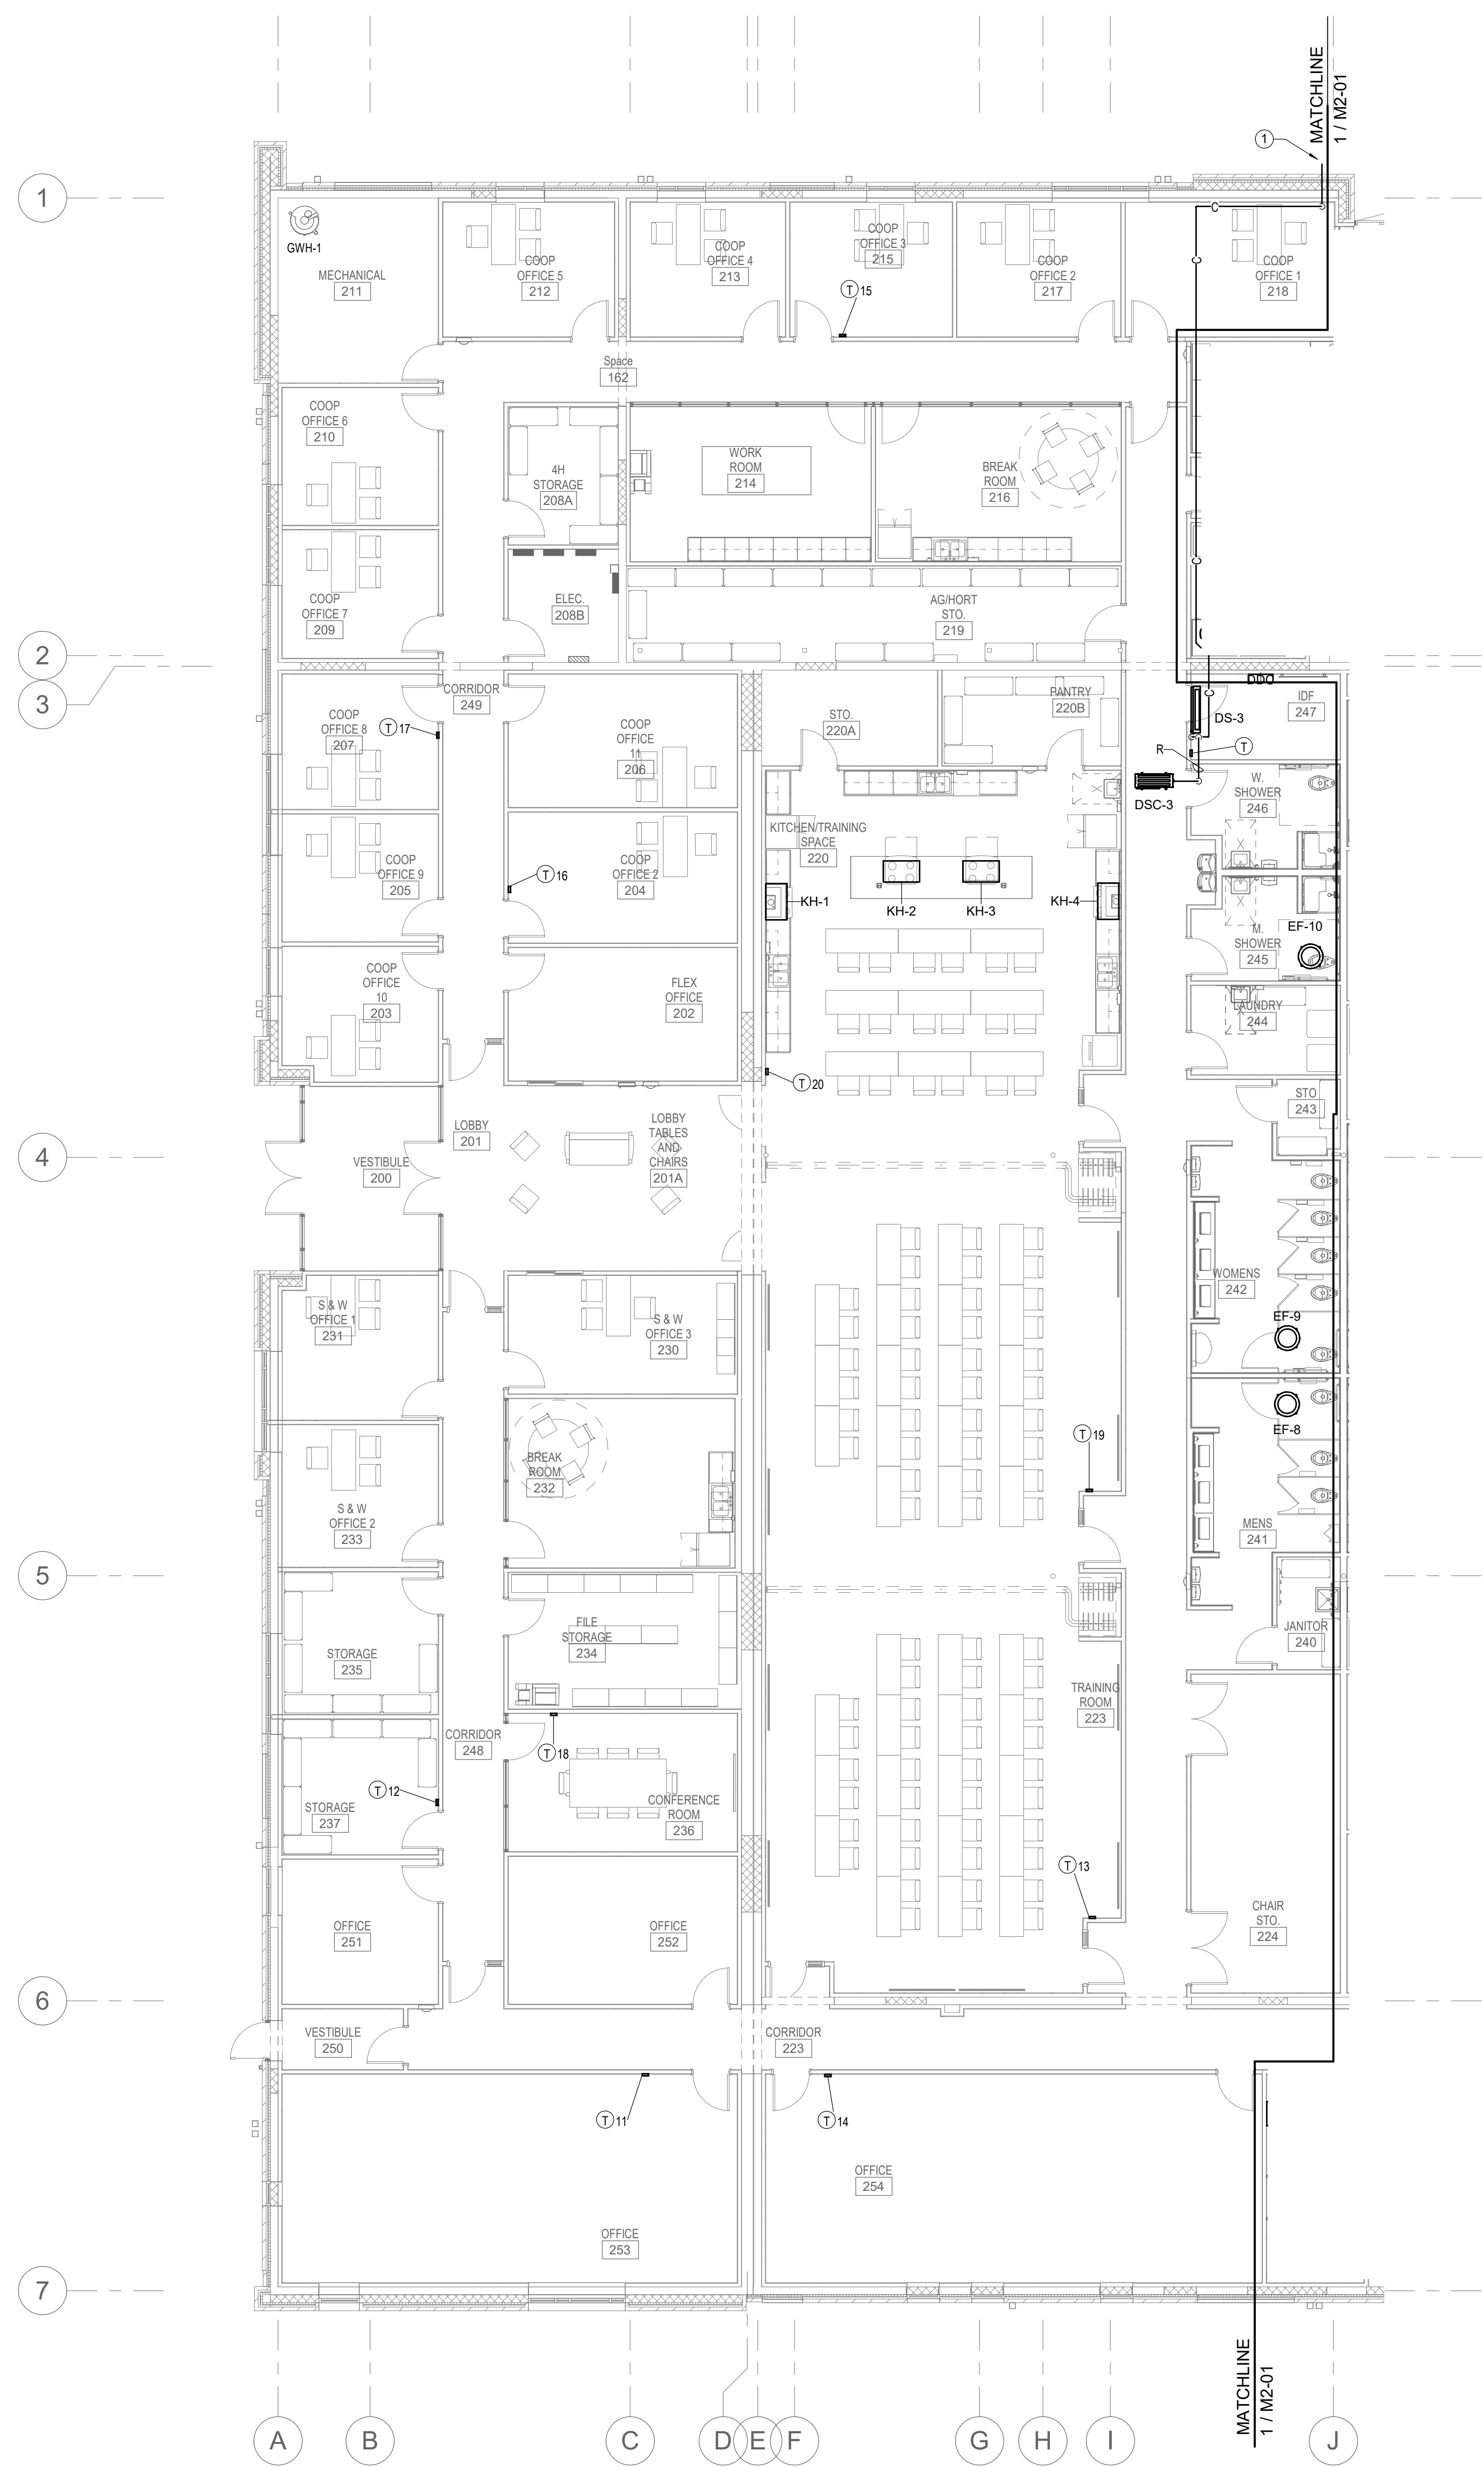 MATCHLINE
1 / M2-01
1
1
C
GWH-1
MECHANICAL
211
COOP
OFFICE 5
212
COOP
OFFICE 4
213
COOP
OFFICE 3
215
COOP
OFFICE 2
217
COOP
OFFICE 1
218
C
T 15
Space
162
COOP
OFFICE 6
210
4H
STORAGE
208A
WORK
ROOM
214
BREAK
ROOM
216
C
COOP
OFFICE 7
209
ELEC.
208B
AG/HORT
STO.
219
2
3
CORRIDOR
249
COOP
OFFICE 8
207
T 17
COOP
OFFICE
11
206
STO.
220A
PANTRY
220B
C
DS-3
IDF
247
R
T
DSC-3
W.
SHOWER
246
KITCHEN/TRAINING
SPACE
220
COOP
OFFICE 9
205
T 16
COOP
OFFICE 2
204
KH-1
KH-2
KH-3
KH-4
M.
SHOWER
245
EF-10
COOP
OFFICE
10
203
FLEX
OFFICE
202
LAUNDRY
244
T 20
STO
243
4
VESTIBULE
200
LOBBY
201
LOBBY
TABLES
AND
CHAIRS
201A
WOMENS
242
S & W
OFFICE 1
231
S & W
OFFICE 3
230
EF-9
EF-8
T 19
BREAK
ROOM
232
S & W
OFFICE 2
233
MENS
241
5
FILE
STORAGE
234
JANITOR
240
STORAGE
235
TRAINING
ROOM
223
CORRIDOR
248
T 18
T 12
STORAGE
237
CONFERENCE
ROOM
236
T 13
OFFICE
251
OFFICE
252
CHAIR
STO.
224
6
VESTIBULE
250
CORRIDOR
223
T 11
T 14
OFFICE
254
OFFICE
253
7
MATCHLINE
1 / M2-01
A
B
C
D
E
F
G
H
I
J